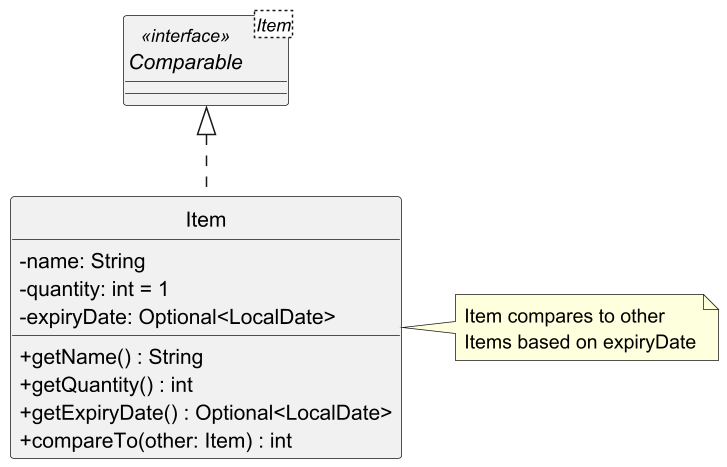 Item
«interface»
Comparable
Item
-name: String
-quantity: int = 1
-expiryDate: Optional<LocalDate>
+getName() : String
+getQuantity() : int
+getExpiryDate() : Optional<LocalDate>
+compareTo(other: Item) : int
Item compares to other
Items based on expiryDate